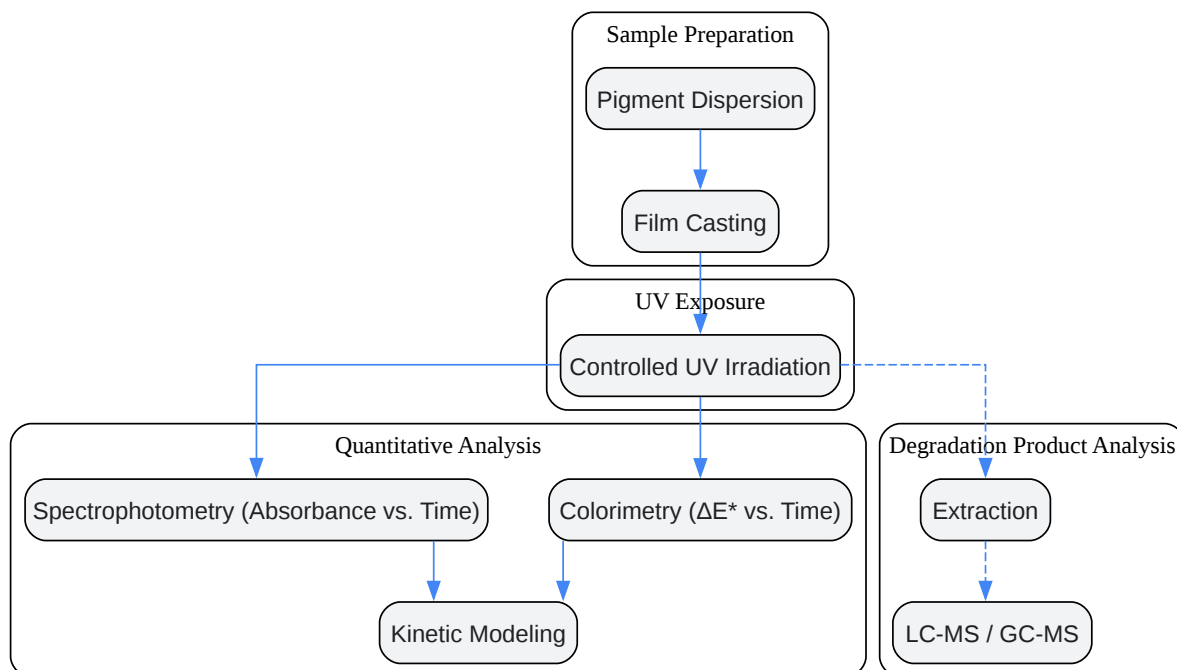 Sample Preparation
Pigment Dispersion
Film Casting
UV Exposure
Controlled UV Irradiation
Quantitative Analysis
Degradation Product Analysis
Spectrophotometry (Absorbance vs. Time)
Colorimetry (ΔE* vs. Time)
Extraction
Kinetic Modeling
LC-MS / GC-MS